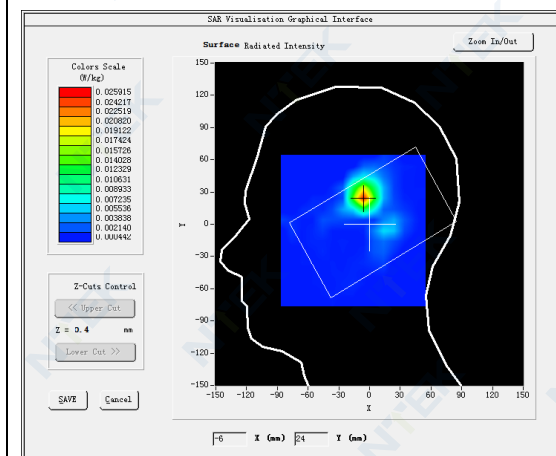 SAR Visualisation Graphical Interface
Surface Radiated Intensity
Zoom In/Out
Colors Scale
(W/kg)
0.025915
0.024217
0.022519
0.020820
0.019122
0.017424
0.015726
0.014028
0.012329
0.010631
0.008933
0.007235
0.005536
0.003838
0.002140
0.000442
150
120
90
60
30
0
-30
-60
-90
-120
-150
Y
-150 -120 -90 -60 -30 0 30 60 90 120 150
X
Z-Cuts Control
<< Upper Cut
Z = 0.4 mm
Lower Cut >>
SAVE Cancel
-6 X (mm) 24 Y (mm)
NTEK